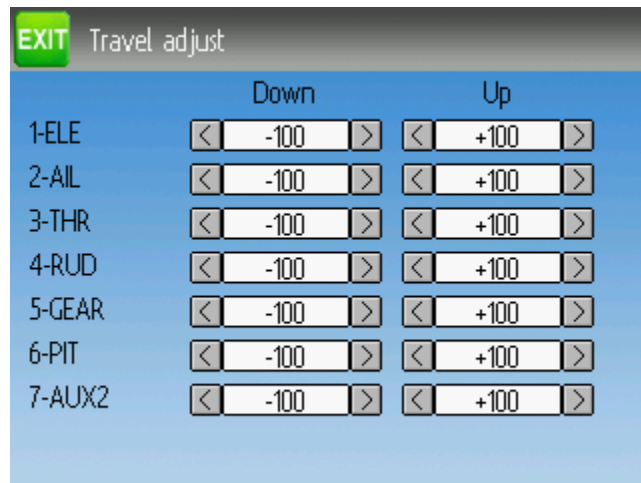 EXIT Travel adjust
Down Up
1-ELE < -100 > < +100 >
2-AIL < -100 > < +100 >
3-THR < -100 > < +100 >
4-RUD < -100 > < +100 >
5-GEAR < -100 > < +100 >
6-PIT < -100 > < +100 >
7-AUX2 < -100 > < +100 >